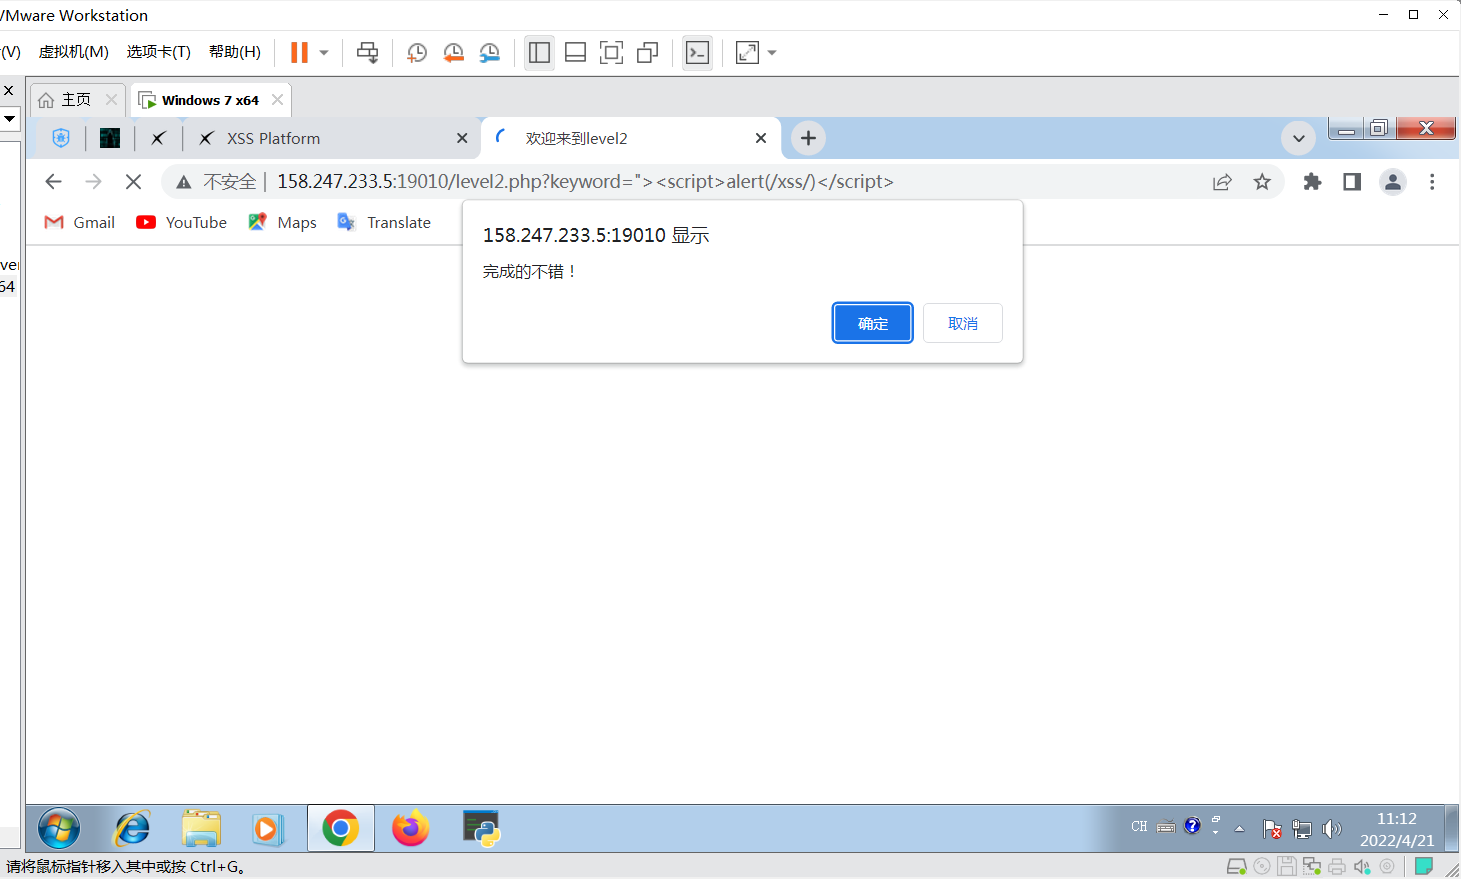 VMware Workstation
(V) 虚拟机(M) 选项卡(T) 帮助(H)
主页
Windows 7 x64
XSS Platform
欢迎来到level2
不安全 | 158.247.233.5:19010/level2.php?keyword="><script>alert(/xss/)</script>
Gmail YouTube Maps Translate
158.247.233.5:19010 显示
完成的不错！
确定
取消
ver
64
CH
11:12
2022/4/21
请将鼠标指针移入其中或按 Ctrl+G。